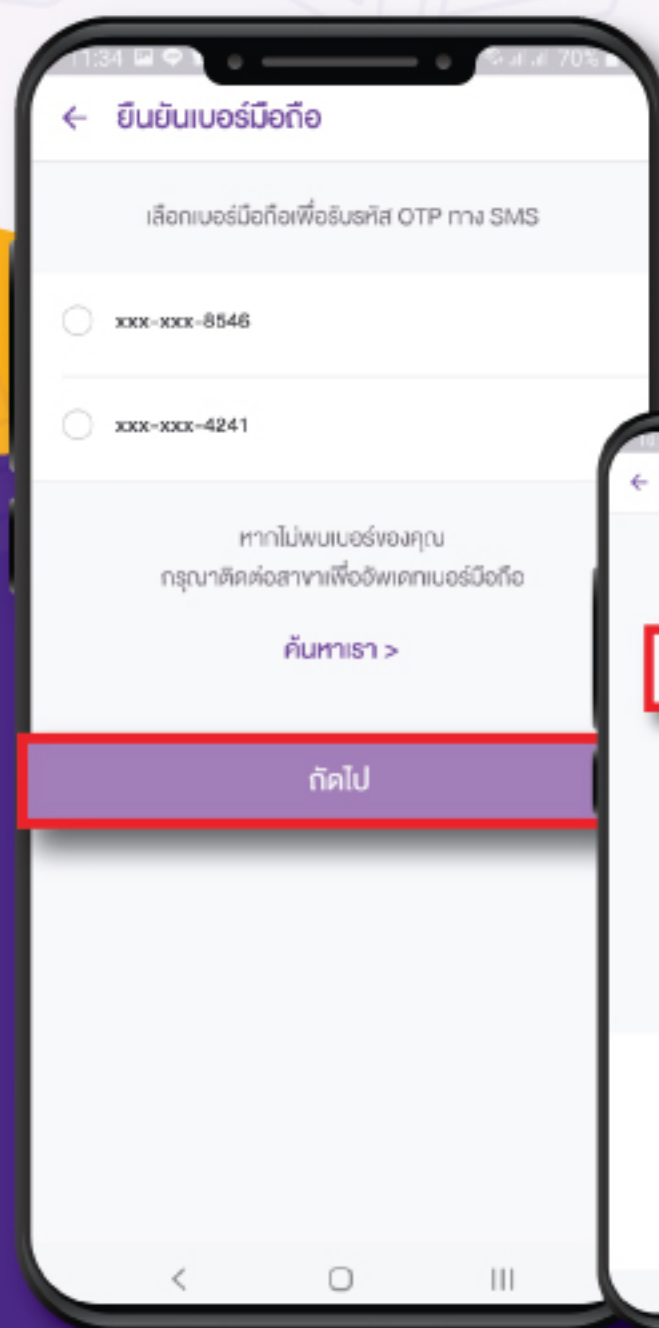 11:34 70%
← ยืนยันเบอร์มือถือ
เลือกเบอร์มือถือเพื่อรับรหัส OTP ทาง SMS
xxx-xxx-8546
xxx-xxx-4241
หากไม่พบเบอร์ของคุณ
กรุณาติดต่อสาขาเพื่ออัพเดทเบอร์มือถือ
ค้นหาเรา >
ถัดไป